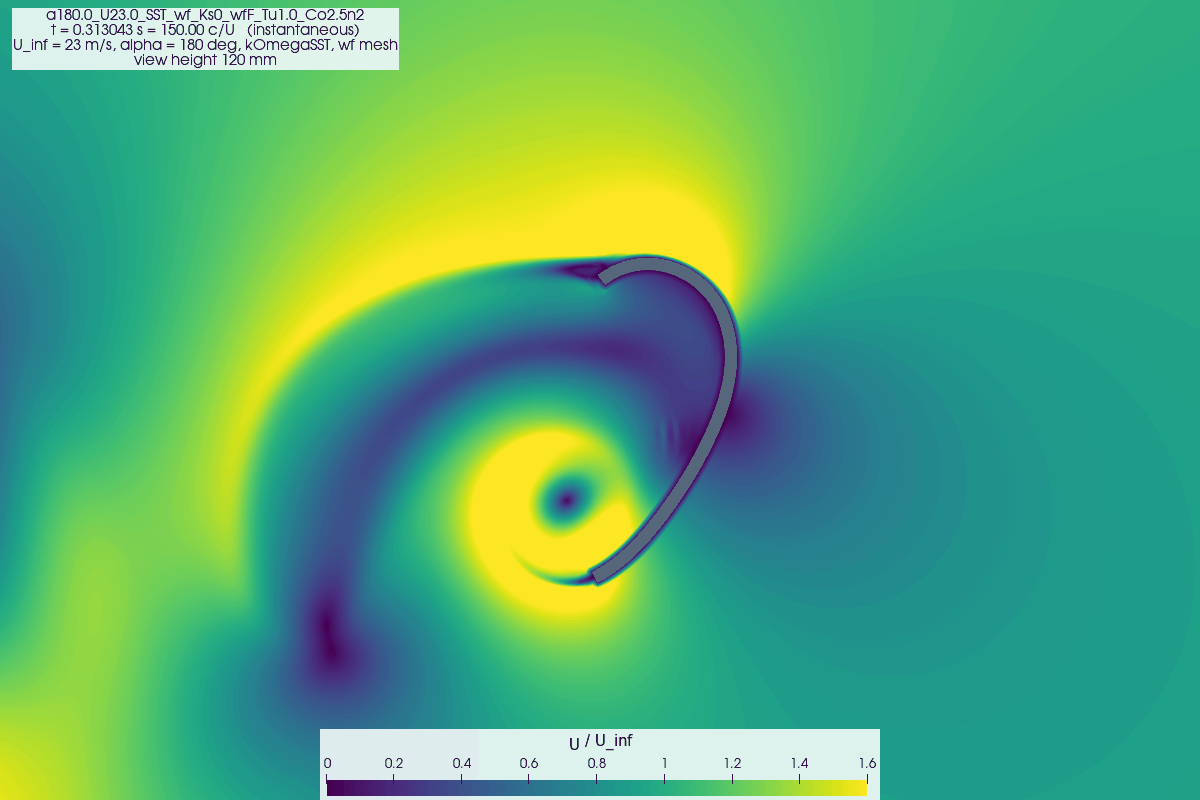 a180.0_U23.0_SST_wf_Ks0_wfF_Tu1.0_Co2.5n2
t = 0.313043 s = 150.00 c/U (instantaneous)
U_inf = 23 m/s, alpha = 180 deg, kOmegaSST, wf mesh
view height 120 mm
U / U_inf
0 0.2 0.4 0.6 0.8 1 1.2 1.4 1.6